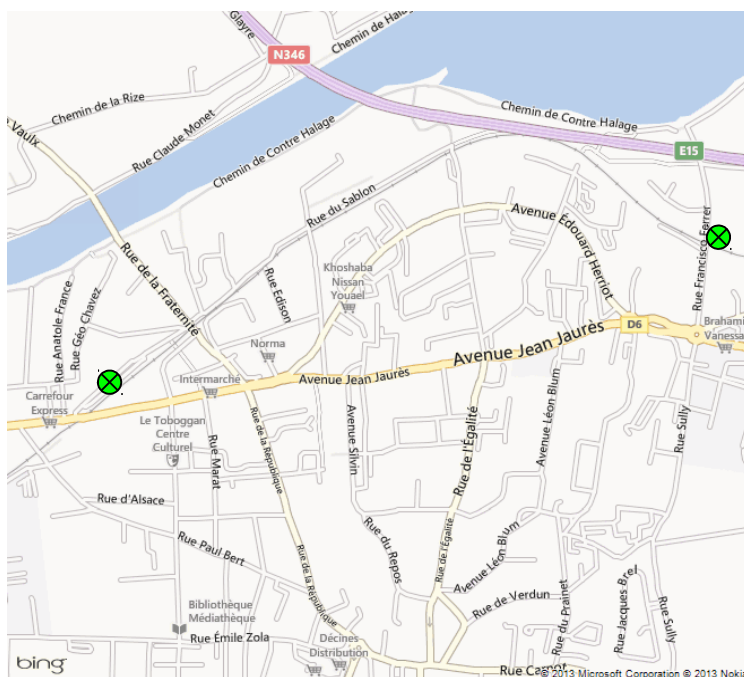 Glayre
Chemin de Halage
N346
Chemin de la Rize
Chemin de Contre Halage
e Vaulx
Rue Claude Monet
Chemin de Contre Halage
E15
Rue du Sablon
Avenue Édouard Herriot
Rue Francisco Ferrer
Rue de la Fraternité
Khoshaba
Nissan
Youael
Rue Edison
Rue Anatole France
Rue Géo Chavez
D6
Brahami
Vanessa
Norma
Avenue Jean Jaurès
Intermarché
Avenue Jean Jaurès
Carrefour
Express
Le Toboggan
Centre
Culturel
Rue Marat
Rue de la République
Avenue Silvin
Rue de l'Égalité
Avenue Léon Blum
Rue Sully
Rue d'Alsace
Rue Paul Bert
Rue de la République
Rue du Repos
Rue de l'Égalité
Avenue Léon Blum
Rue de Verdun
Rue du Prainet
Rue Jacques Brel
Rue Sully
Bibliothèque
Médiathèque
Rue Émile Zola
Décines
Distribution
bing
Rue Carnot
© 2013 Microsoft Corporation © 2013 Nokia